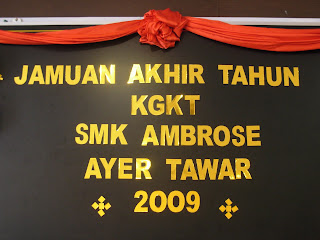 JAMUAN AKHIR TAHUN
KGKT
SMK AMBROSE
AYER TAWAR
2009